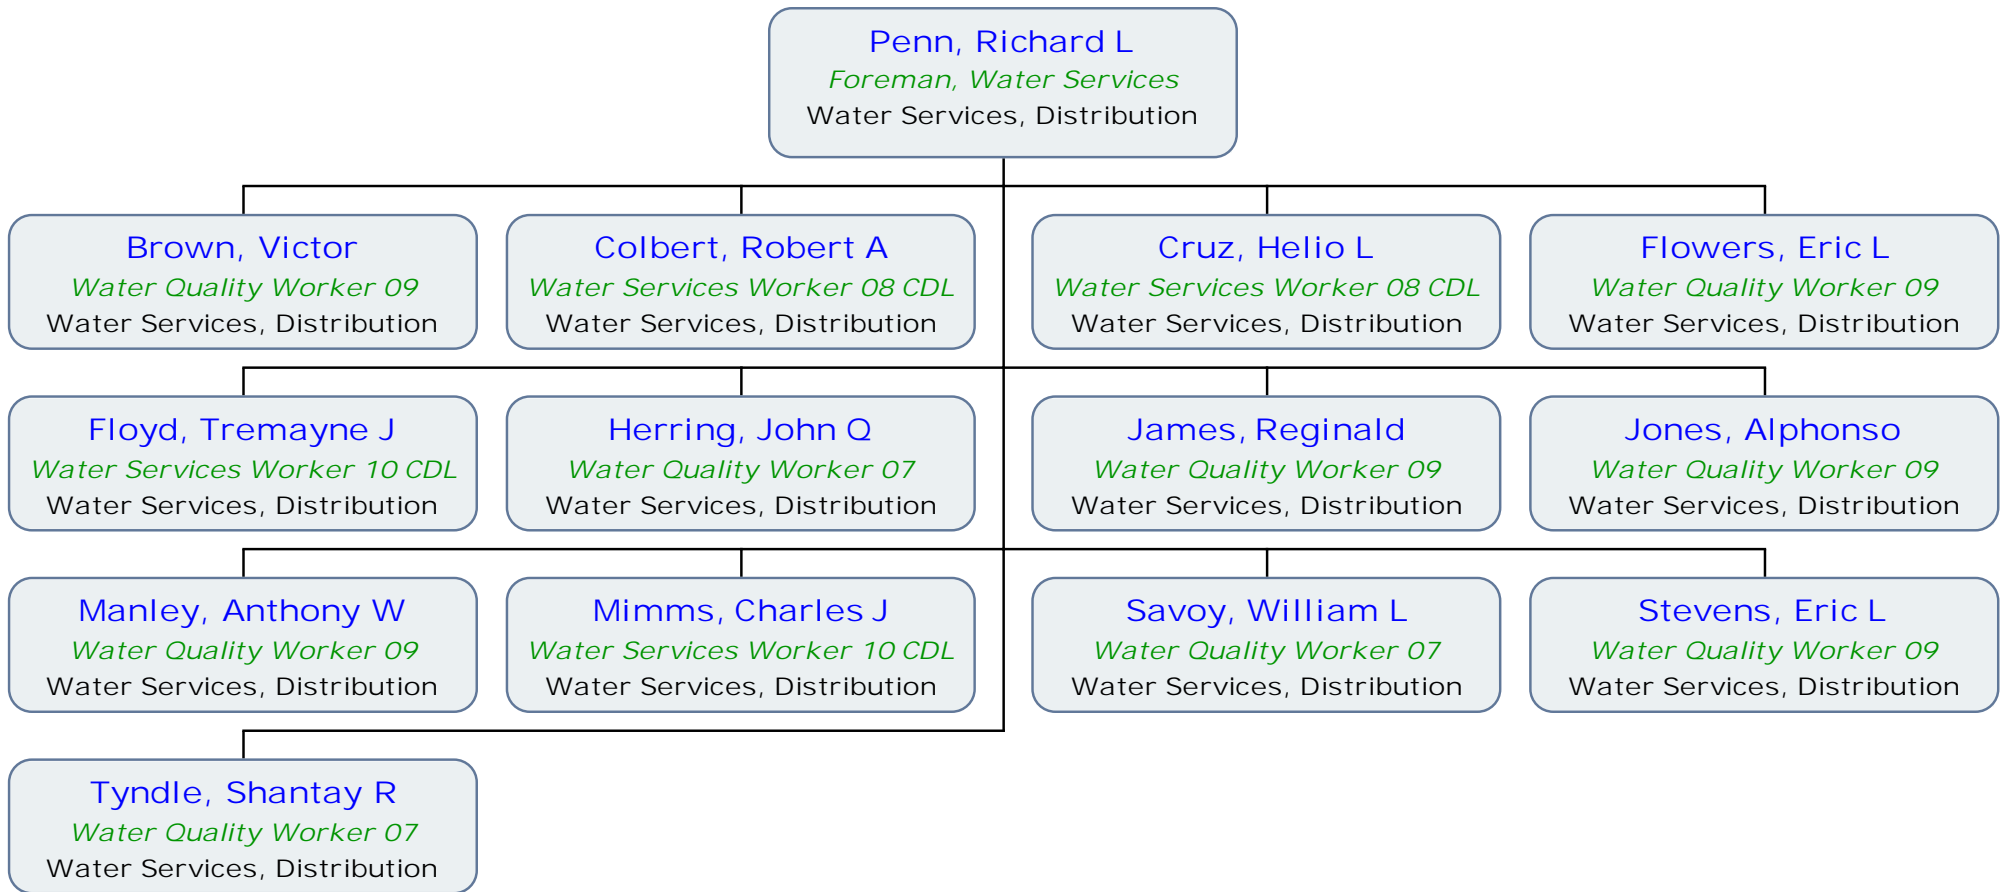 Penn, Richard L
Foreman, Water Services
Water Services, Distribution
Brown, Victor
Water Quality Worker 09
Water Services, Distribution
Colbert, Robert A
Water Services Worker 08 CDL
Water Services, Distribution
Cruz, Helio L
Water Services Worker 08 CDL
Water Services, Distribution
Flowers, Eric L
Water Quality Worker 09
Water Services, Distribution
Floyd, Tremayne J
Water Services Worker 10 CDL
Water Services, Distribution
Herring, John Q
Water Quality Worker 07
Water Services, Distribution
James, Reginald
Water Quality Worker 09
Water Services, Distribution
Jones, Alphonso
Water Quality Worker 09
Water Services, Distribution
Manley, Anthony W
Water Quality Worker 09
Water Services, Distribution
Mimms, Charles J
Water Services Worker 10 CDL
Water Services, Distribution
Savoy, William L
Water Quality Worker 07
Water Services, Distribution
Stevens, Eric L
Water Quality Worker 09
Water Services, Distribution
Tyndle, Shantay R
Water Quality Worker 07
Water Services, Distribution